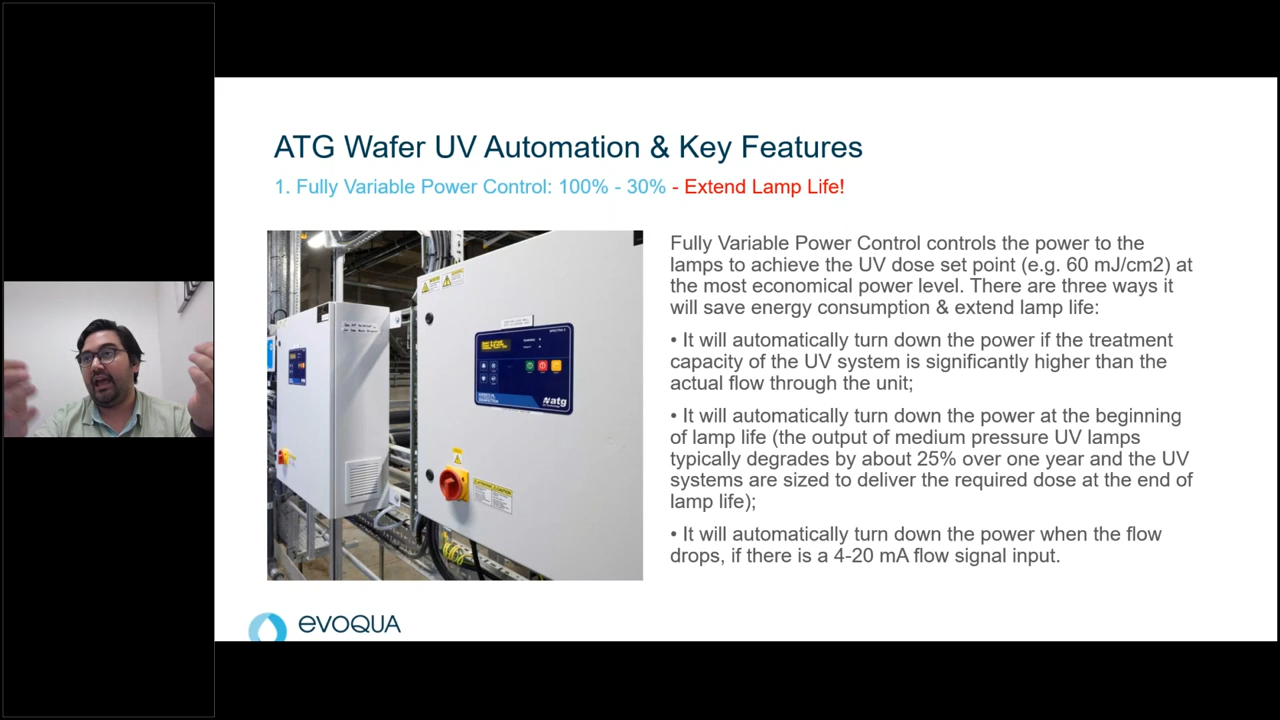 ATG Wafer UV Automation & Key Features
1. Fully Variable Power Control: 100% - 30% - Extend Lamp Life!
Fully Variable Power Control controls the power to the
lamps to achieve the UV dose set point (e.g. 60 mJ/cm2) at
the most economical power level. There are three ways it
will save energy consumption & extend lamp life:
• It will automatically turn down the power if the treatment
capacity of the UV system is significantly higher than the
actual flow through the unit;
• It will automatically turn down the power at the beginning
of lamp life (the output of medium pressure UV lamps
typically degrades by about 25% over one year and the UV
systems are sized to deliver the required dose at the end of
lamp life);
• It will automatically turn down the power when the flow
drops, if there is a 4-20 mA flow signal input.
atg
evoQUA